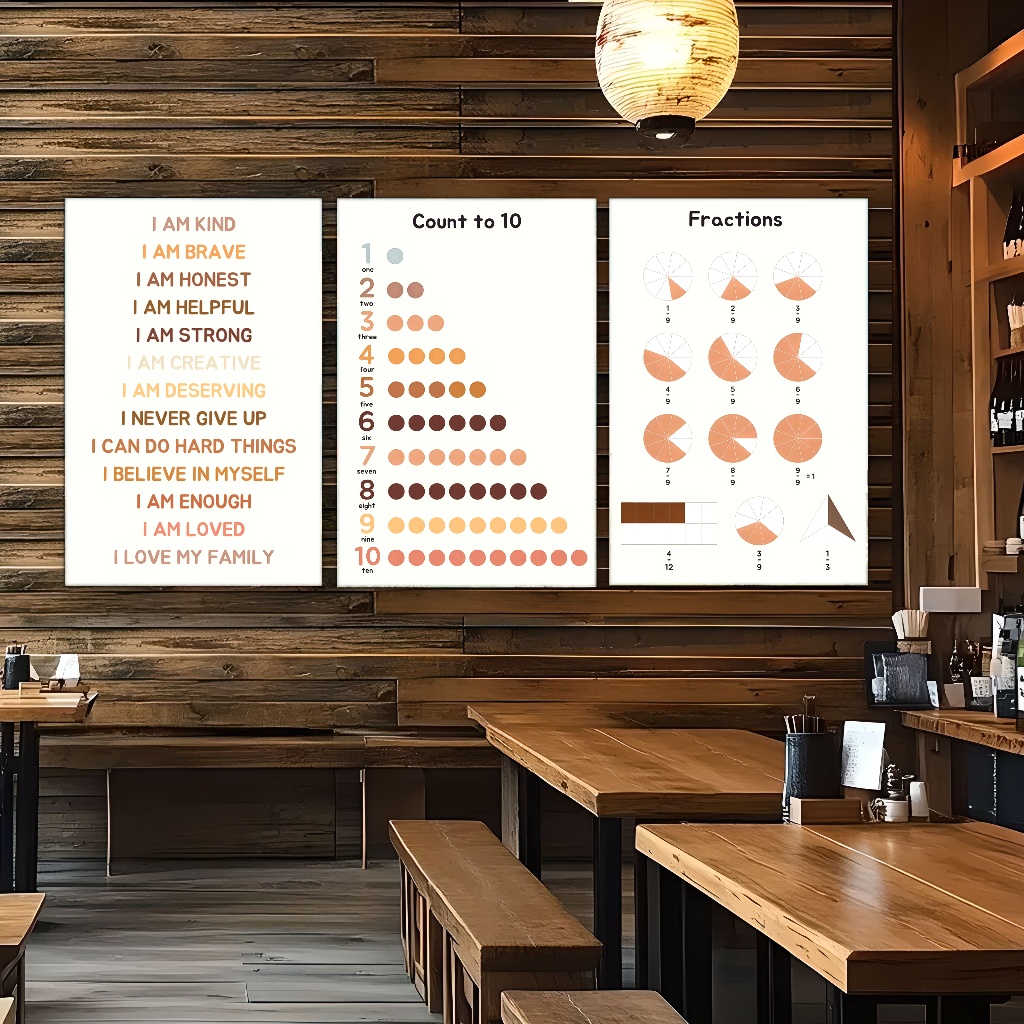 I AM KIND
I AM BRAVE
I AM HONEST
I AM HELPFUL
I AM STRONG
I AM CREATIVE
I AM DESERVING
I NEVER GIVE UP
I CAN DO HARD THINGS
I BELIEVE IN MYSELF
I AM ENOUGH
I AM LOVED
I LOVE MY FAMILY
Count to 10
1
one
2
two
3
three
4
four
5
five
6
six
7
seven
8
eight
9
nine
10
ten
Fractions
1 2 3
9 9 9
4 5 6
9 9 9
7 8 9 =1
9 9 9
4 3 1
12 9 3